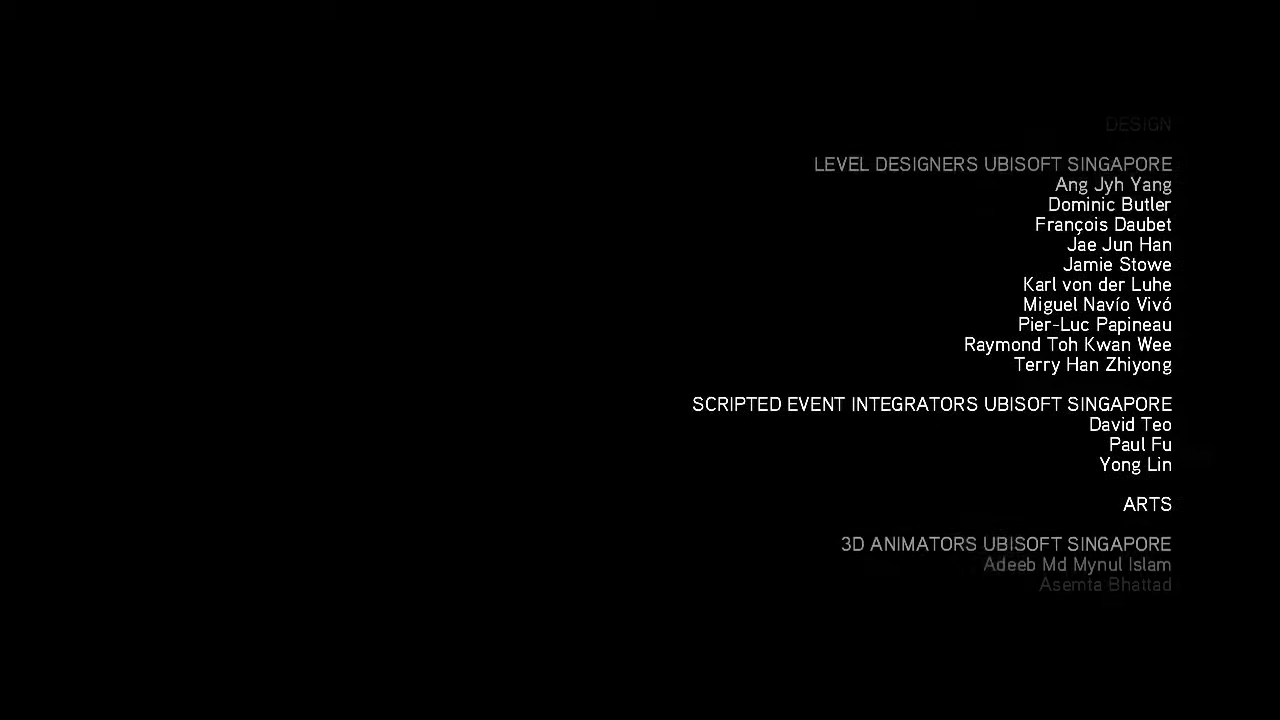 DESIGN
LEVEL DESIGNERS UBISOFT SINGAPORE
Ang Jyh Yang
Dominic Butler
François Daubet
Jae Jun Han
Jamie Stowe
Karl von der Luhe
Miguel Navío Vivó
Pier-Luc Papineau
Raymond Toh Kwan Wee
Terry Han Zhiyong
SCRIPTED EVENT INTEGRATORS UBISOFT SINGAPORE
David Teo
Paul Fu
Yong Lin
ARTS
3D ANIMATORS UBISOFT SINGAPORE
Adeeb Md Mynul Islam
Asemta Bhattad